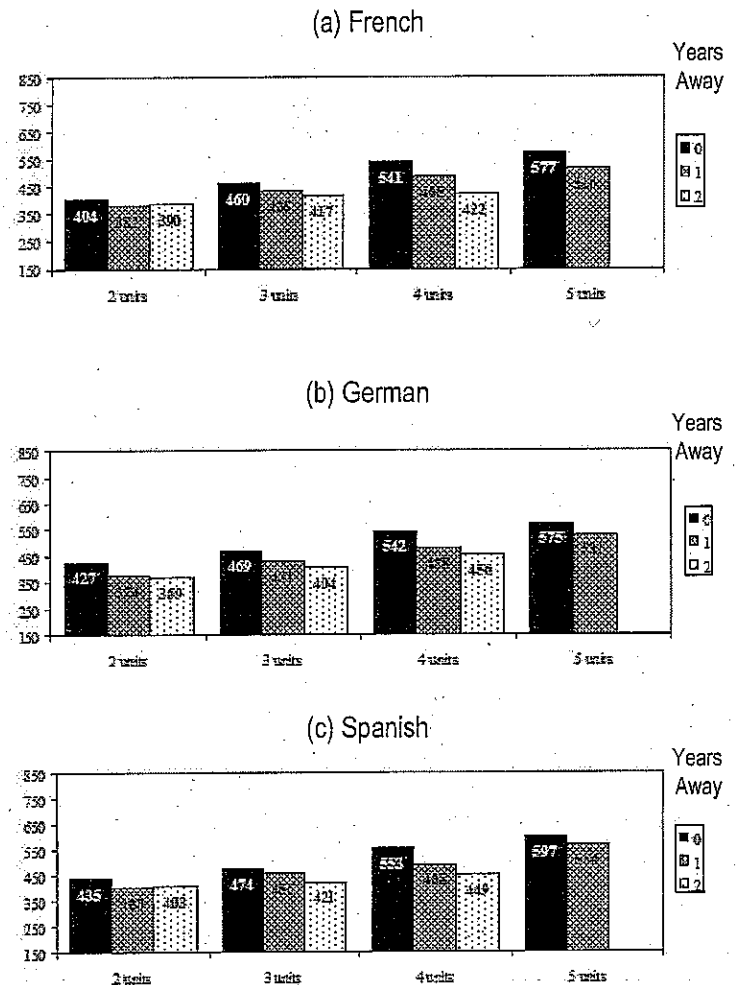 (a) French
Years
Away
850
750
650
550
450
350
250
150
404
390
460
417
541
422
577
2 units
3 units
4 units
5 units
0
1
2
(b) German
Years
Away
850
750
650
550
450
350
250
150
427
369
469
404
542
456
575
2 units
3 units
4 units
5 units
0
1
2
(c) Spanish
Years
Away
850
750
650
550
450
350
250
150
435
403
474
421
553
449
597
2 units
3 units
4 units
5 units
0
1
2